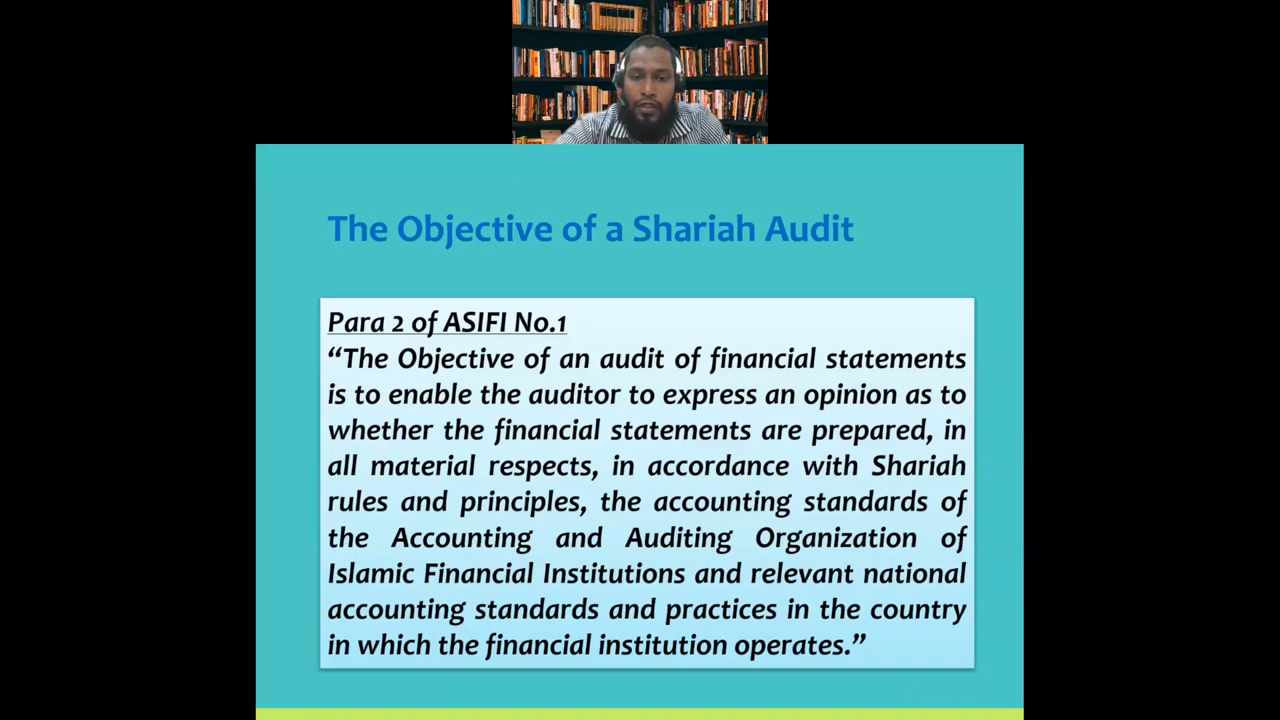 The Objective of a Shariah Audit
Para 2 of ASIFI No.1
“The Objective of an audit of financial statements
is to enable the auditor to express an opinion as to
whether the financial statements are prepared, in
all material respects, in accordance with Shariah
rules and principles, the accounting standards of
the Accounting and Auditing Organization of
Islamic Financial Institutions and relevant national
accounting standards and practices in the country
in which the financial institution operates.”